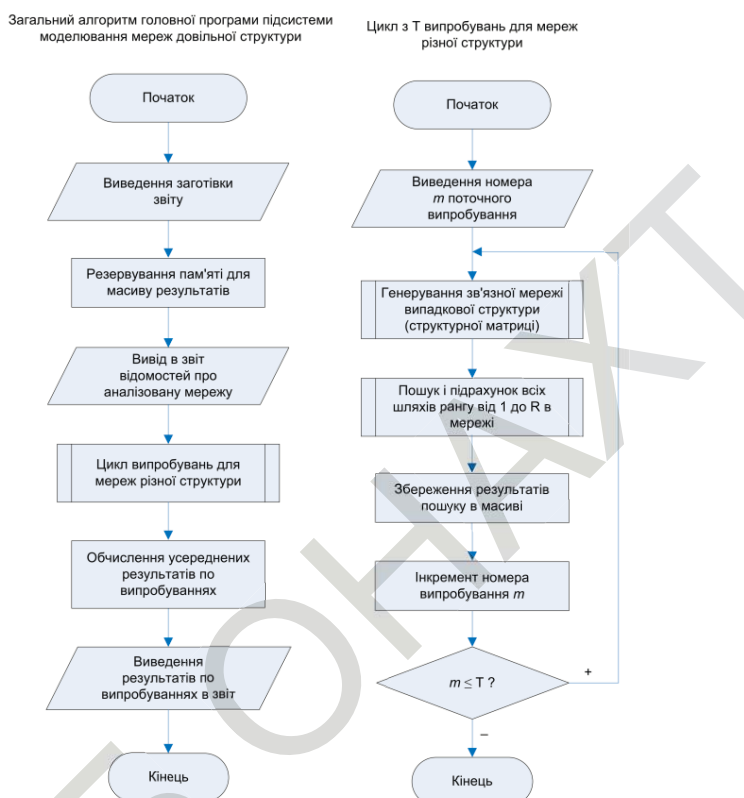 Загальний алгоритм головної програми підсистеми
моделювання мереж довільної структури
Початок
Виведення заготівки
звіту
Резервування пам'яті для
масиву результатів
Вивід в звіт
відомостей про
аналізовану мережу
Цикл випробувань для
мереж різної структури
Обчислення усереднених
результатів по
випробуваннях
Виведення
результатів по
випробуваннях в звіт
Кінець
Цикл з Т випробувань для мереж
різної структури
Початок
Виведення номера
m поточного
випробування
Генерування зв'язної мережі
випадкової структури
(структурної матриці)
Пошук і підрахунок всіх
шляхів рангу від 1 до R в
мережі
Збереження результатів
пошуку в масиві
Інкремент номера
випробування m
m ≤ T ?
+
–
Кінець
ОНАХТ